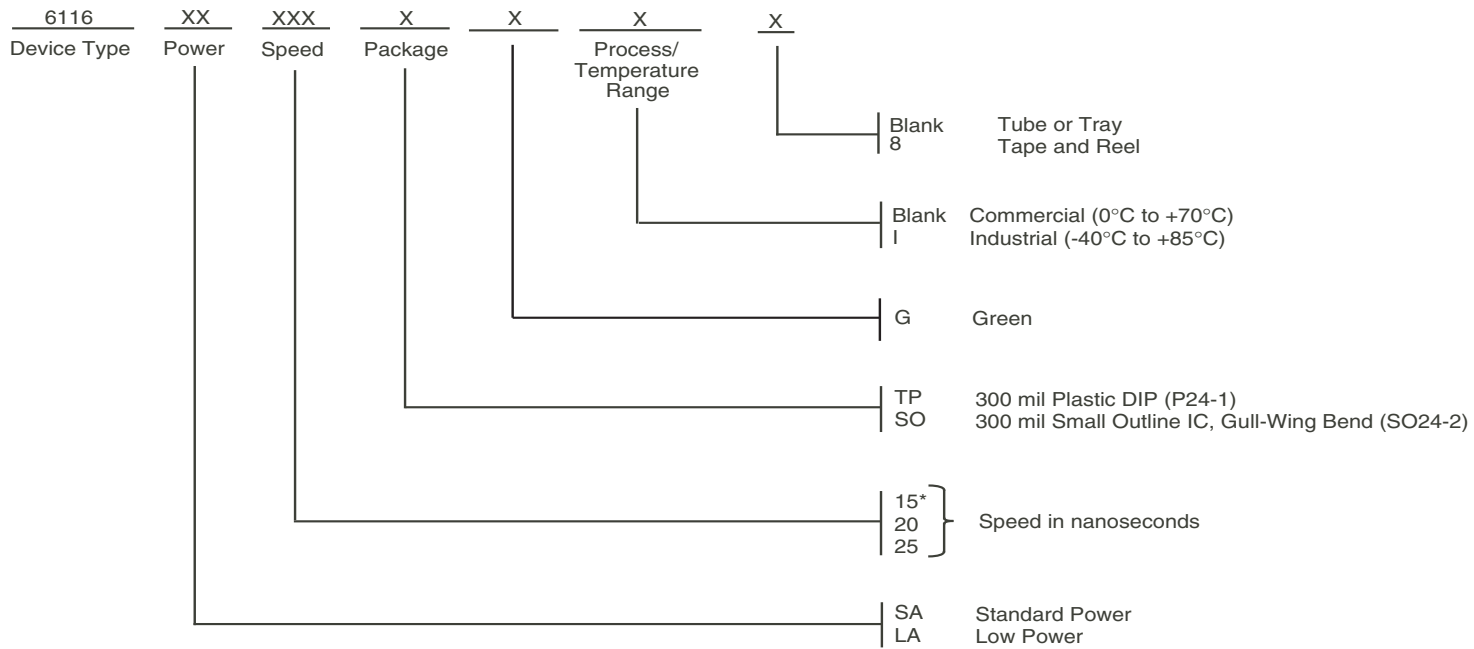 6116 XX XXX X X X X
Device Type Power Speed Package Process/
Temperature
Range
Blank Tube or Tray
8 Tape and Reel
Blank Commercial (0°C to +70°C)
I Industrial (-40°C to +85°C)
G Green
TP 300 mil Plastic DIP (P24-1)
SO 300 mil Small Outline IC, Gull-Wing Bend (SO24-2)
15*
20 Speed in nanoseconds
25
SA Standard Power
LA Low Power